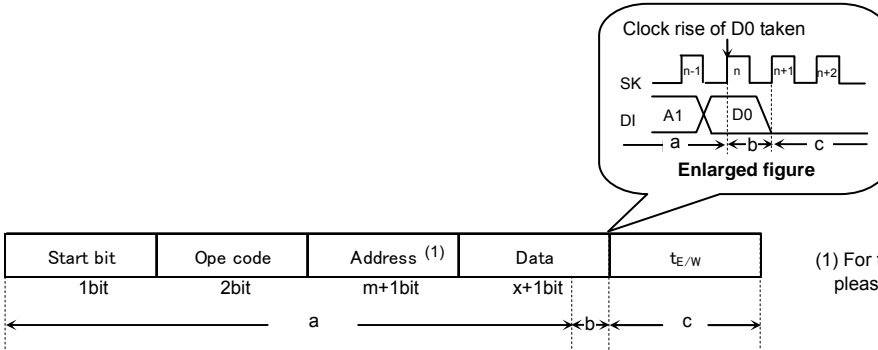 Clock rise of D0 taken
SK n-1 n n+1 n+2
DI A1 D0
a b c
Enlarged figure
Start bit Ope code Address (1) Data tE/W
1bit 2bit m+1bit x+1bit
a b c
(1) For
pleas